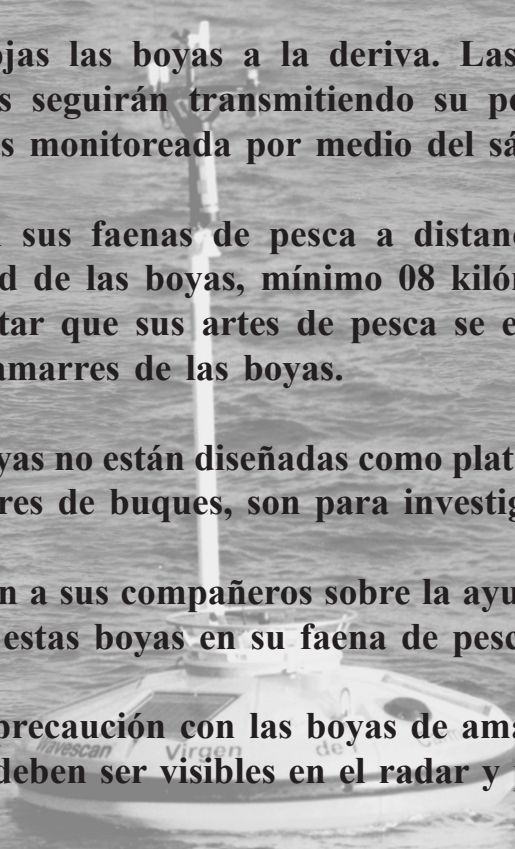 ojas las boyas a la deriva. Las
s seguirán transmitiendo su po
s monitoreada por medio del sá
sus faenas de pesca a distanc
d de las boyas, mínimo 08 kilóm
tar que sus artes de pesca se e
amarres de las boyas.
yas no están diseñadas como plat
res de buques, son para investig
n a sus compañeros sobre la ayu
estas boyas en su faena de pesc
precaución con las boyas de ama
Travescan Virgen de
deben ser visibles en el radar y